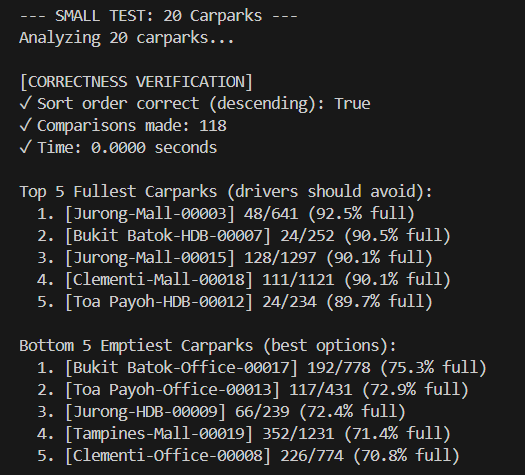 --- SMALL TEST: 20 Carparks ---
Analyzing 20 carparks...
[CORRECTNESS VERIFICATION]
✓ Sort order correct (descending): True
✓ Comparisons made: 118
✓ Time: 0.0000 seconds
Top 5 Fullest Carparks (drivers should avoid):
1. [Jurong-Mall-00003] 48/641 (92.5% full)
2. [Bukit Batok-HDB-00007] 24/252 (90.5% full)
3. [Jurong-Mall-00015] 128/1297 (90.1% full)
4. [Clementi-Mall-00018] 111/1121 (90.1% full)
5. [Toa Payoh-HDB-00012] 24/234 (89.7% full)
Bottom 5 Emptiest Carparks (best options):
1. [Bukit Batok-Office-00017] 192/778 (75.3% full)
2. [Toa Payoh-Office-00013] 117/431 (72.9% full)
3. [Jurong-HDB-00009] 66/239 (72.4% full)
4. [Tampines-Mall-00019] 352/1231 (71.4% full)
5. [Clementi-Office-00008] 226/774 (70.8% full)